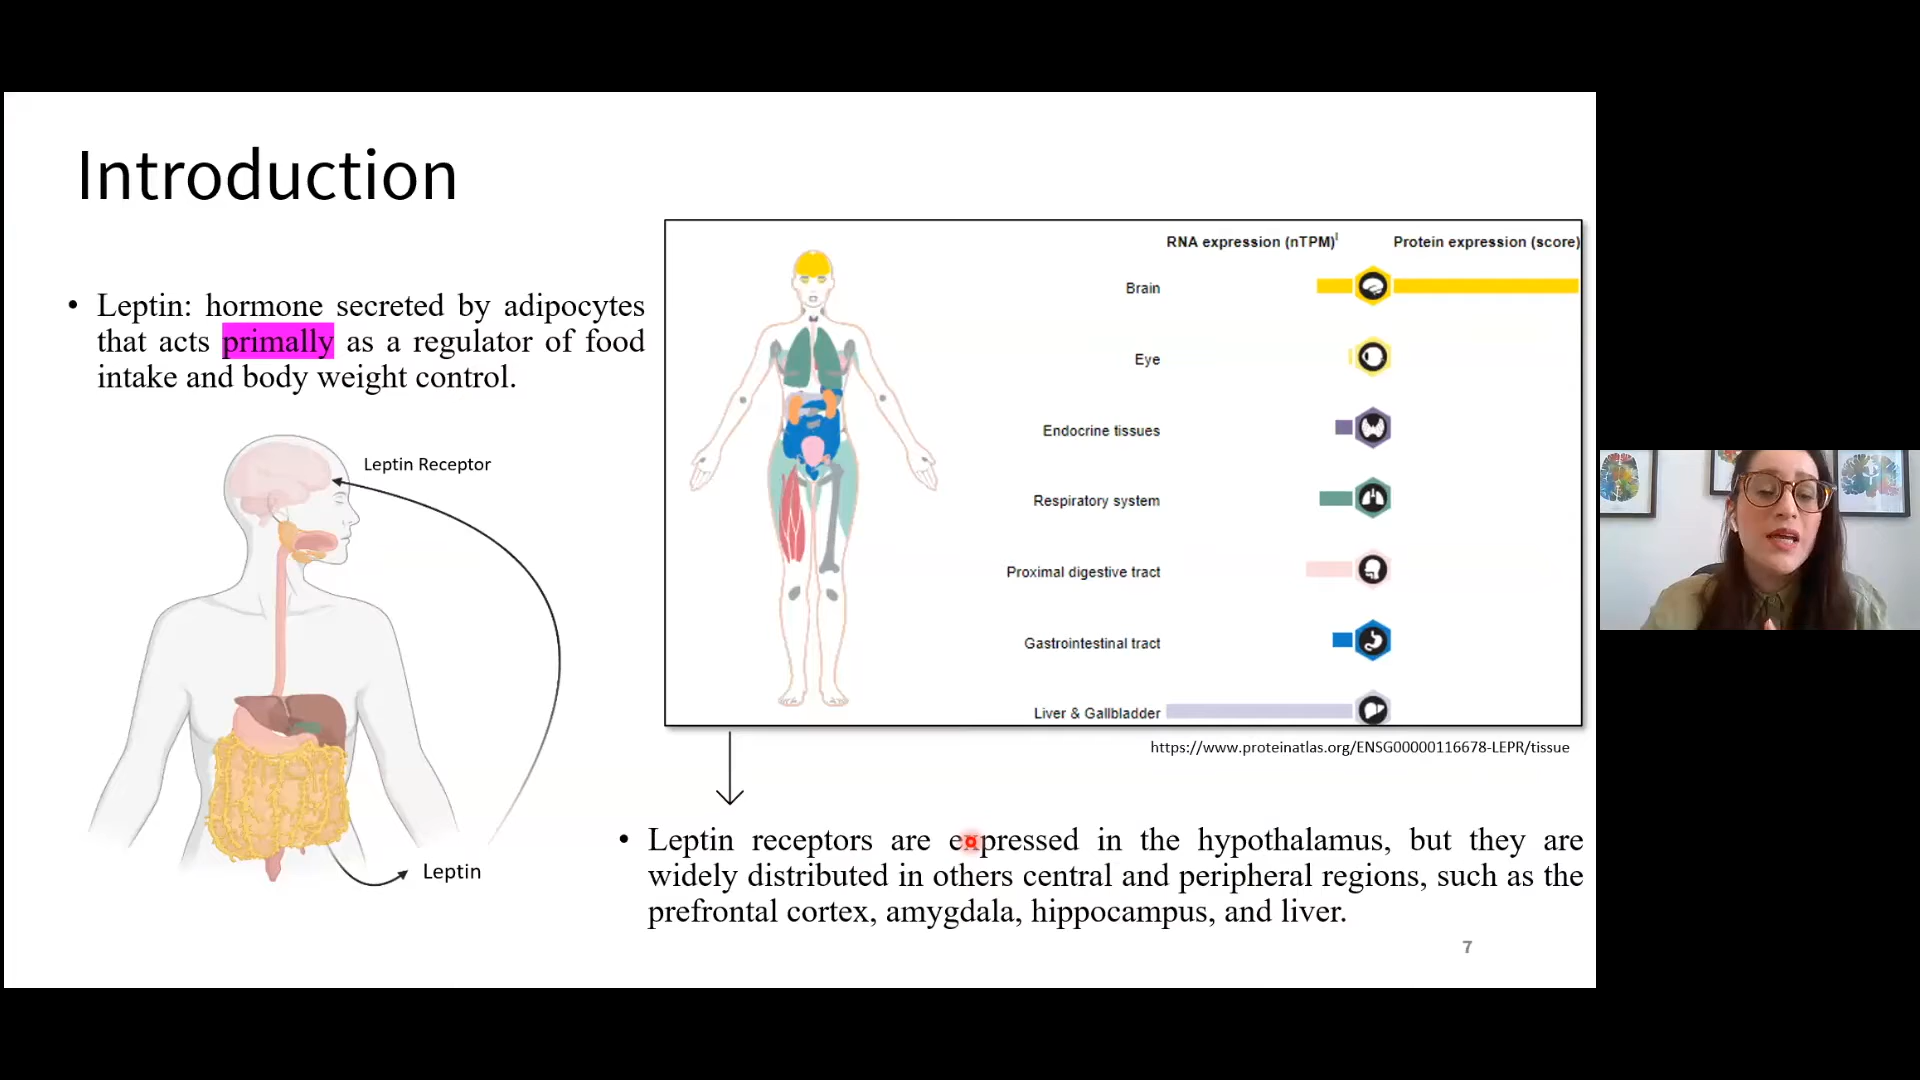 Introduction
• Leptin: hormone secreted by adipocytes
that acts primally as a regulator of food
intake and body weight control.
Leptin Receptor
Leptin
RNA expression (nTPM)ⁱ
Protein expression (score)
Brain
Eye
Endocrine tissues
Respiratory system
Proximal digestive tract
Gastrointestinal tract
Liver & Gallbladder
https://www.proteinatlas.org/ENSG00000116678-LEPR/tissue
• Leptin receptors are expressed in the hypothalamus, but they are
widely distributed in others central and peripheral regions, such as the
prefrontal cortex, amygdala, hippocampus, and liver.
7